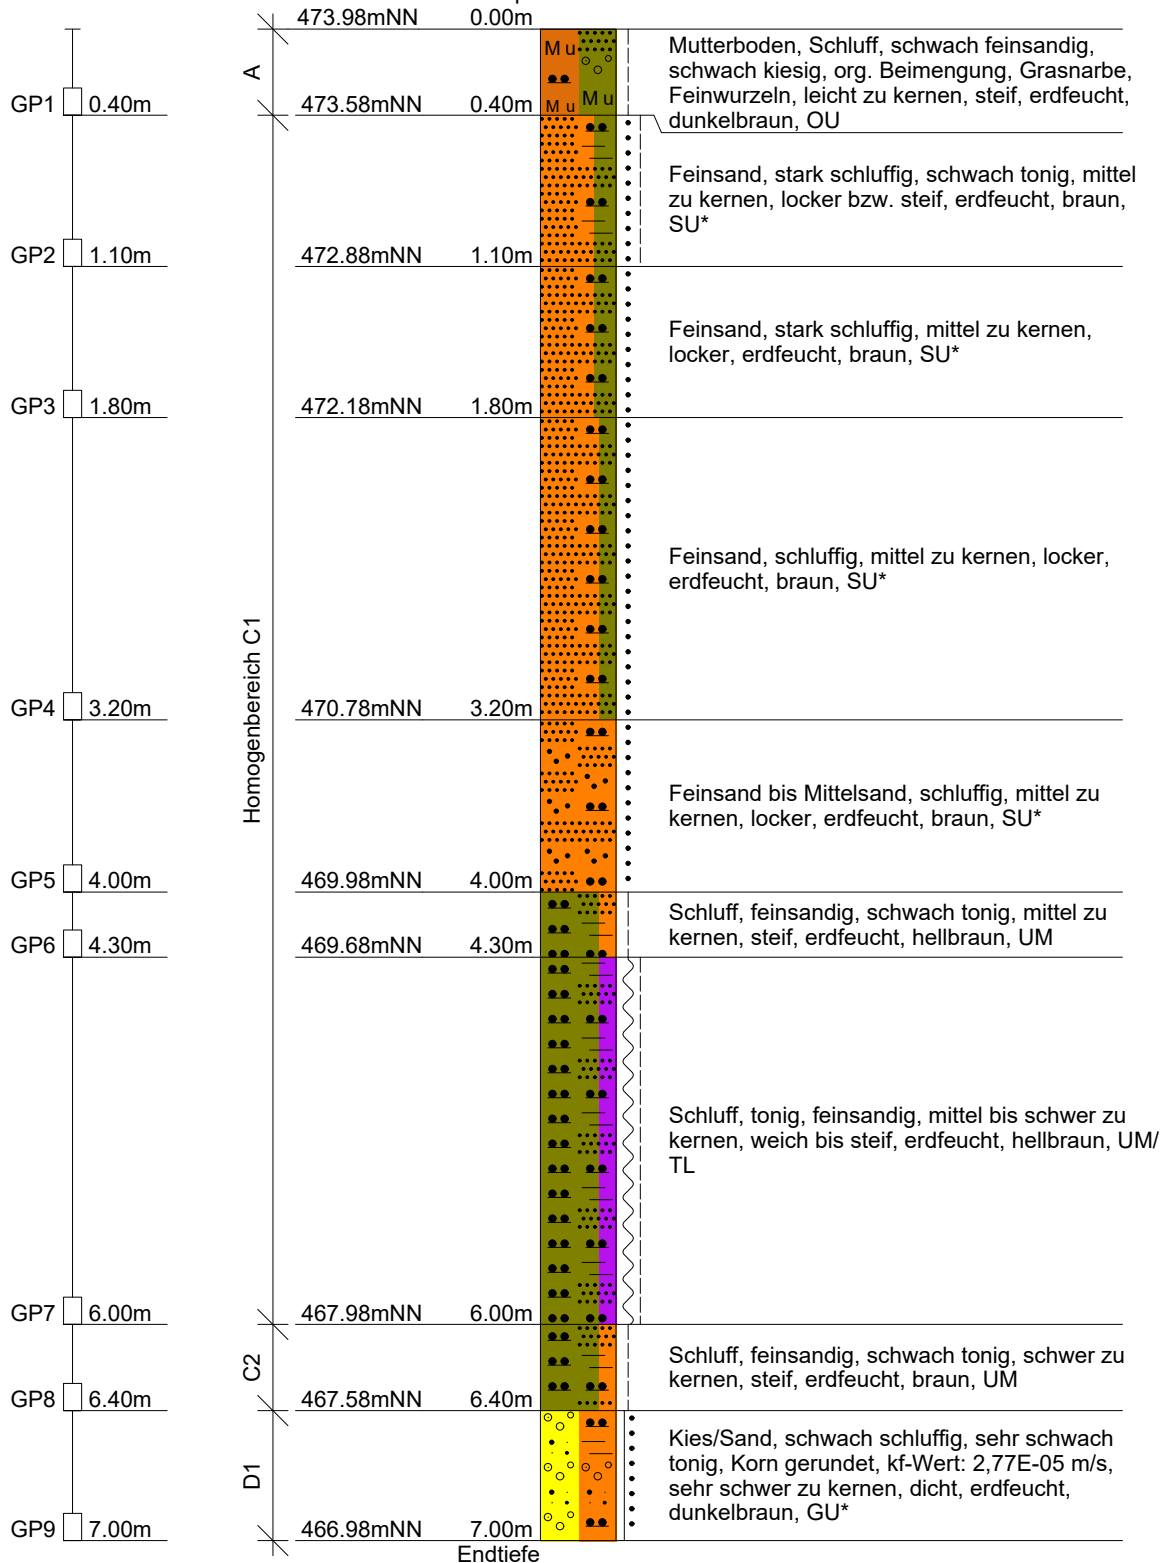 473.98mNN 0.00m
Mutterboden, Schluff, schwach feinsandig,
schwach kiesig, org. Beimengung, Grasnarbe,
Feinwurzeln, leicht zu kernen, steif, erdfeucht,
dunkelbraun, OU
M u
A
GP1 0.40m 473.58mNN 0.40m M u M u
Feinsand, stark schluffig, schwach tonig, mittel
zu kernen, locker bzw. steif, erdfeucht, braun,
SU*
GP2 1.10m 472.88mNN 1.10m
Feinsand, stark schluffig, mittel zu kernen,
locker, erdfeucht, braun, SU*
GP3 1.80m 472.18mNN 1.80m
Feinsand, schluffig, mittel zu kernen, locker,
erdfeucht, braun, SU*
Homogenbereich C1
GP4 3.20m 470.78mNN 3.20m
Feinsand bis Mittelsand, schluffig, mittel zu
kernen, locker, erdfeucht, braun, SU*
GP5 4.00m 469.98mNN 4.00m
Schluff, feinsandig, schwach tonig, mittel zu
kernen, steif, erdfeucht, hellbraun, UM
GP6 4.30m 469.68mNN 4.30m
Schluff, tonig, feinsandig, mittel bis schwer zu
kernen, weich bis steif, erdfeucht, hellbraun, UM/
TL
GP7 6.00m 467.98mNN 6.00m
Schluff, feinsandig, schwach tonig, schwer zu
kernen, steif, erdfeucht, braun, UM
C2
GP8 6.40m 467.58mNN 6.40m
Kies/Sand, schwach schluffig, sehr schwach
tonig, Korn gerundet, kf-Wert: 2,77E-05 m/s,
sehr schwer zu kernen, dicht, erdfeucht,
dunkelbraun, GU*
D1
GP9 7.00m 466.98mNN 7.00m
Endtiefe